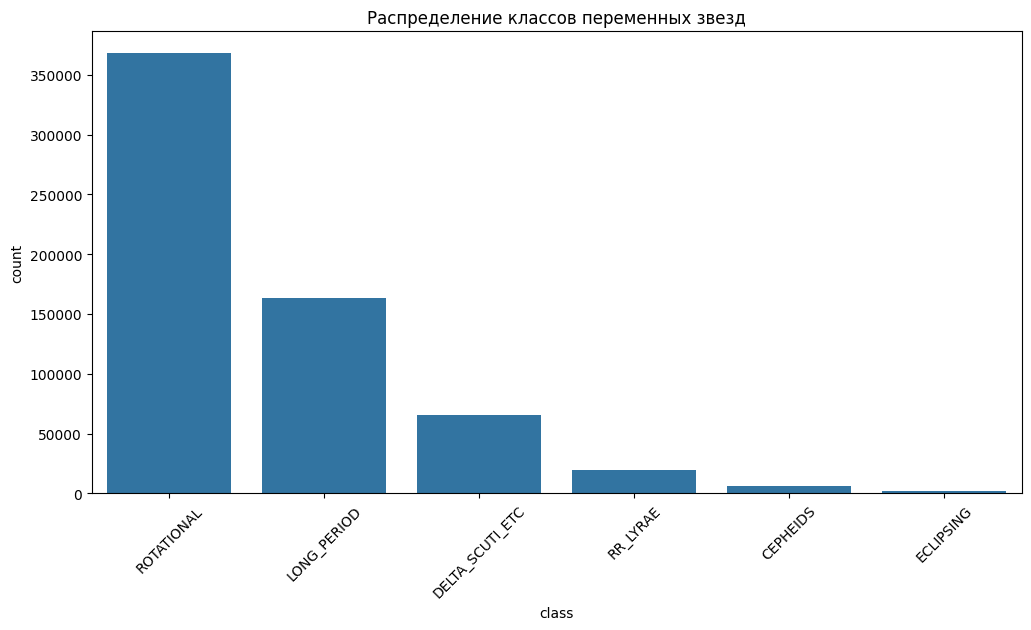 Распределение классов переменных звезд
350000
300000
250000
200000
150000
100000
50000
0
count
ROTATIONAL
LONG_PERIOD
DELTA_SCUTI_ETC
RR_LYRAE
CEPHEIDS
ECLIPSING
class